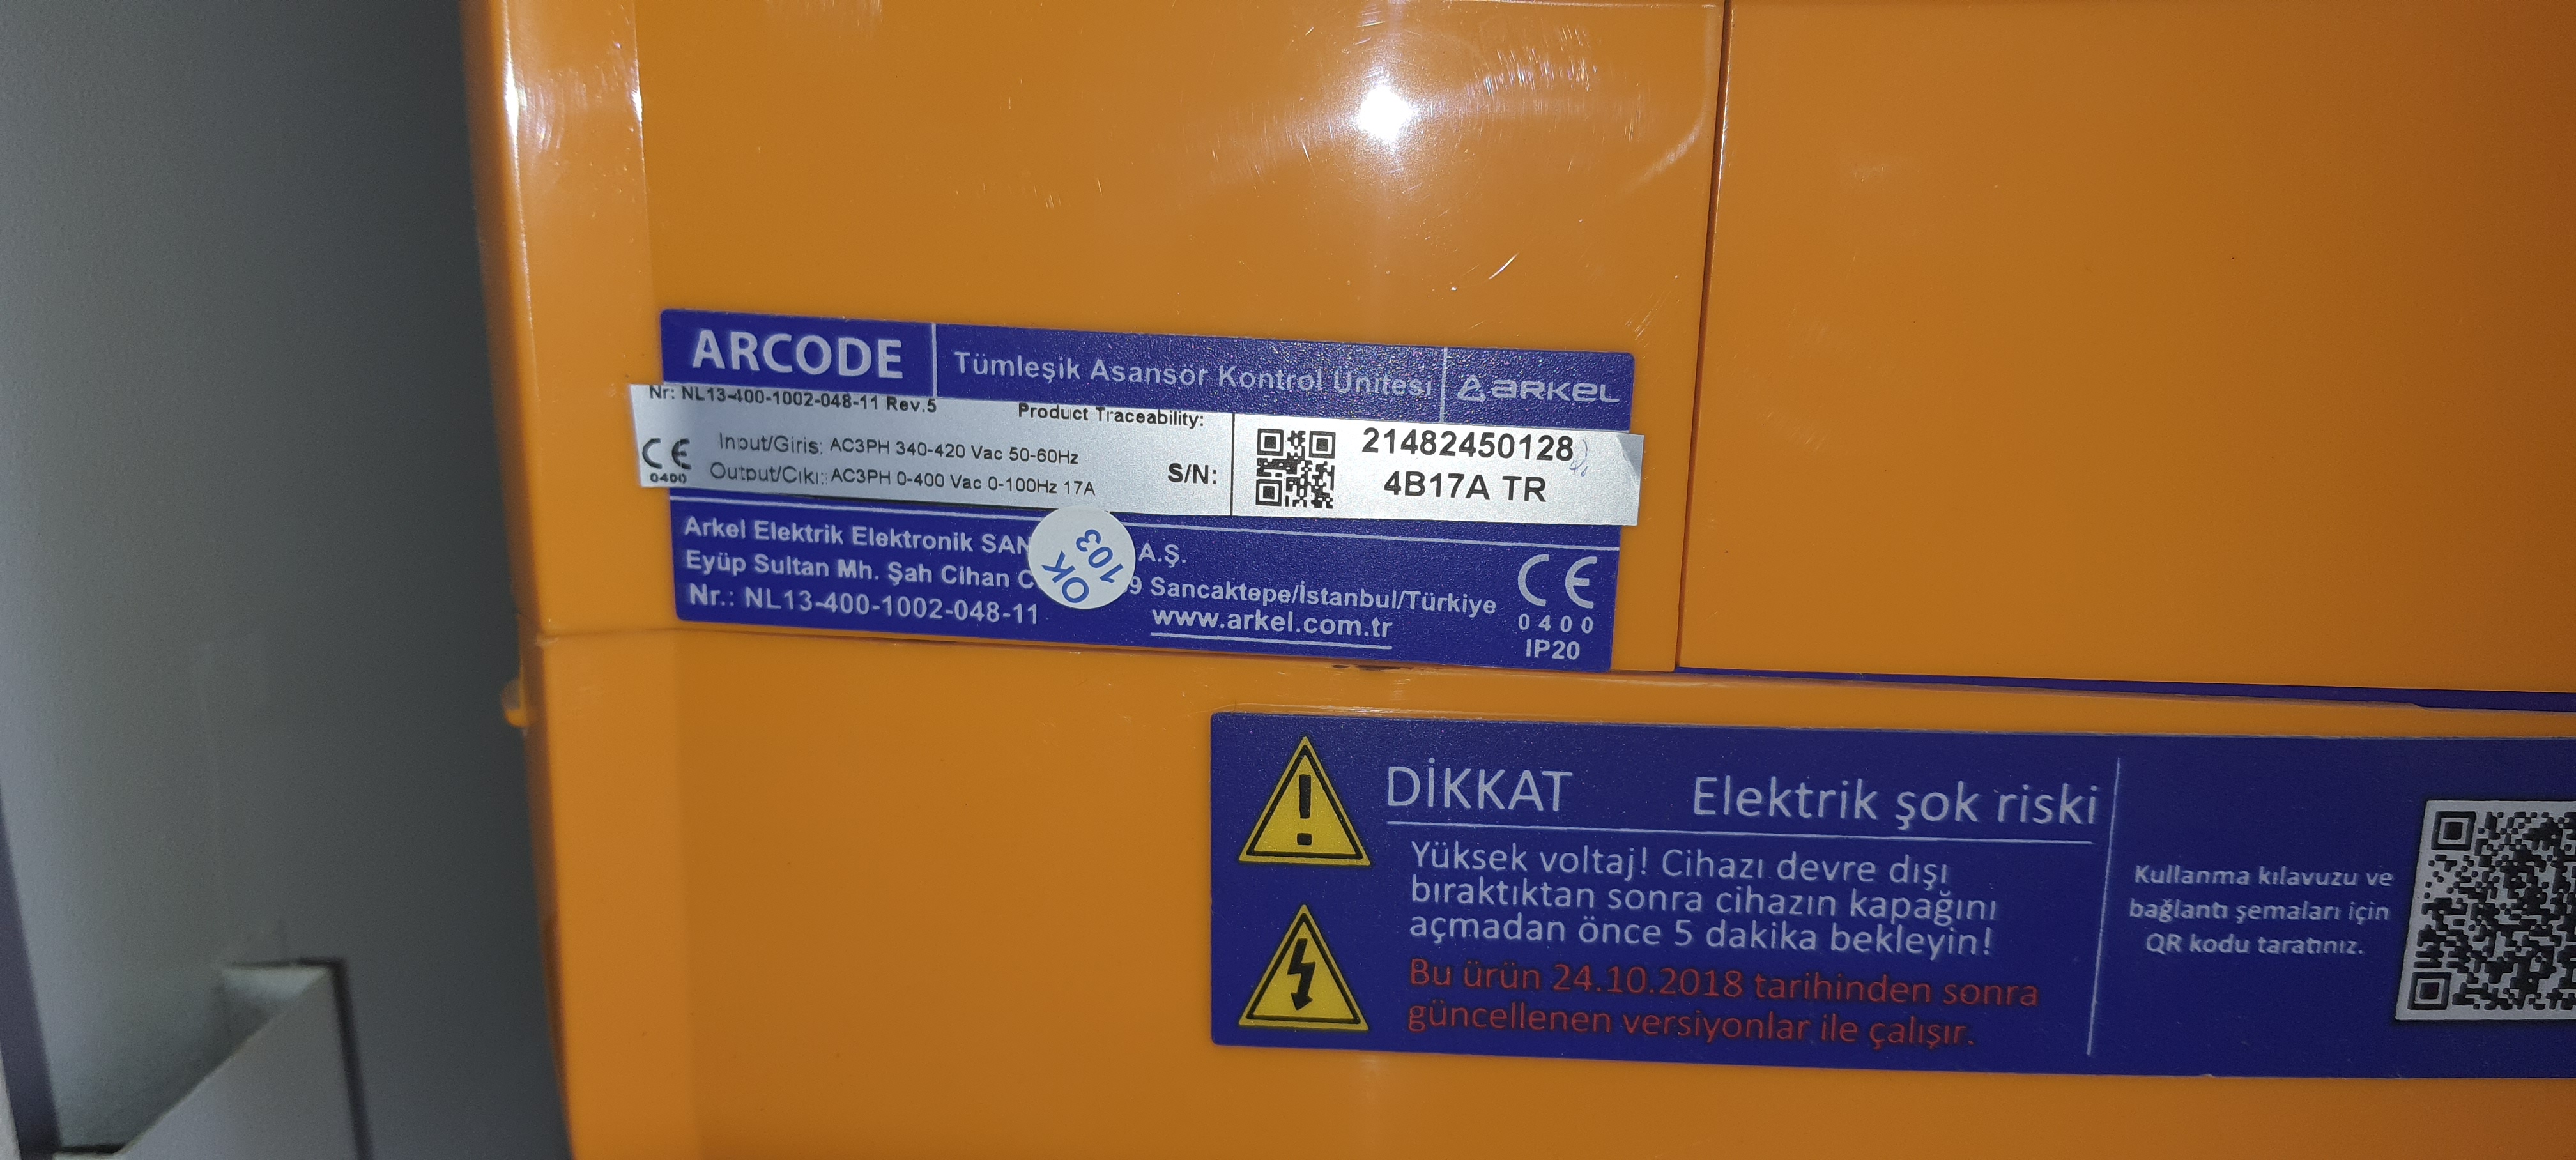 ARCODE
Tümleşik Asansör Kontrol Ünitesi
ARKEL
Nr: NL13-400-1002-048-11 Rev.5
Product Traceability:
Input/Giris: AC3PH 340-420 Vac 50-60Hz
Output/Cıkı: AC3PH 0-400 Vac 0-100Hz 17A
CE
0400
S/N:
21482450128
4B17A TR
Arkel Elektrik Elektronik SAN A.Ş.
Eyüp Sultan Mh. Şah Cihan C 9 Sancaktepe/İstanbul/Türkiye
Nr.: NL13-400-1002-048-11
www.arkel.com.tr
OK
103
CE
0400
IP20
DİKKAT Elektrik şok riski
Yüksek voltaj! Cihazı devre dışı
bıraktıktan sonra cihazın kapağını
açmadan önce 5 dakika bekleyin!
Bu ürün 24.10.2018 tarihinden sonra
güncellenen versiyonlar ile çalışır.
Kullanma kılavuzu ve
bağlantı şemaları için
QR kodu taratınız.